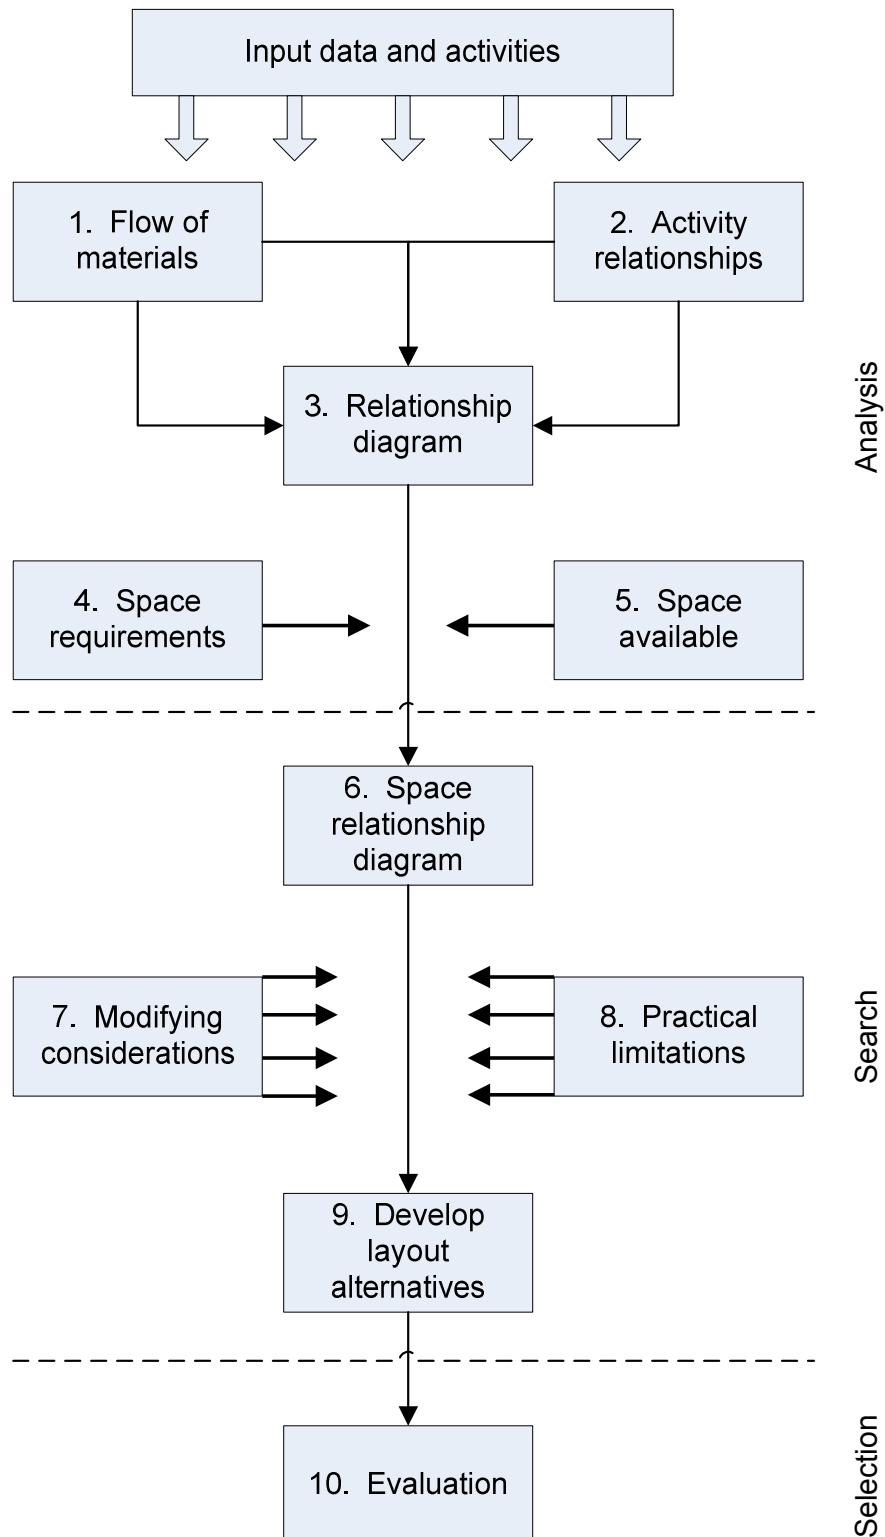 Input data and activities
1.  Flow of
materials
2.  Activity
relationships
3.  Relationship
diagram
Analysis
4.  Space
requirements
5.  Space
available
6.  Space
relationship
diagram
7.  Modifying
considerations
8.  Practical
limitations
Search
9.  Develop
layout
alternatives
10.  Evaluation
Selection